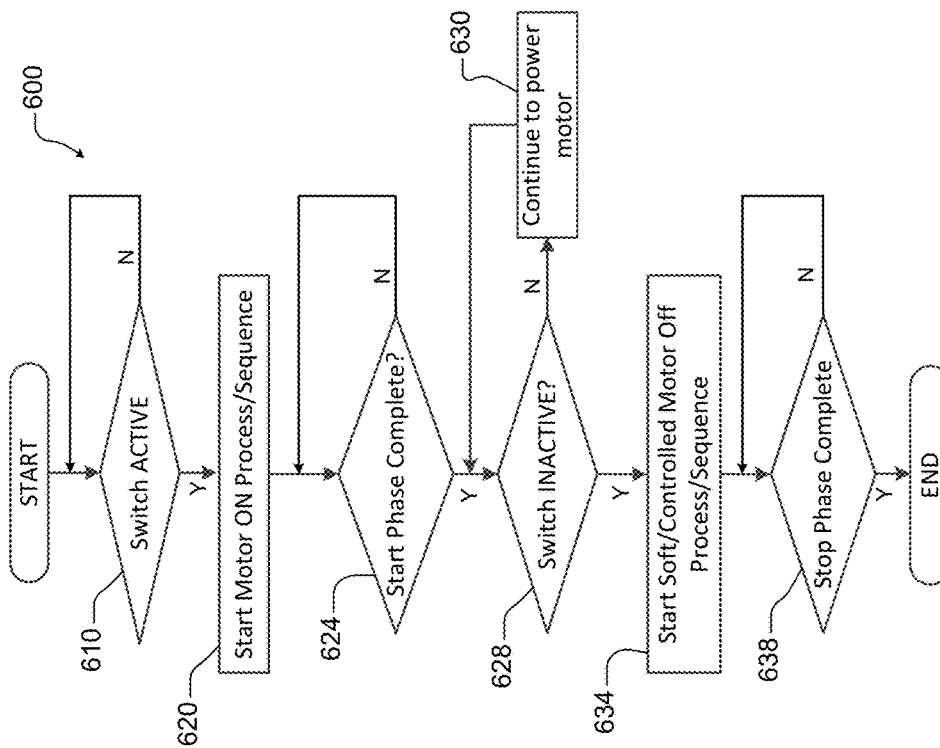 600
START
610
Switch ACTIVE
N
Y
620
Start Motor ON Process/Sequence
624
Start Phase Complete?
N
Y
628
Switch INACTIVE?
N
630
Continue to power
motor
Y
634
Start Soft/Controlled Motor Off
Process/Sequence
638
Stop Phase Complete
N
Y
END